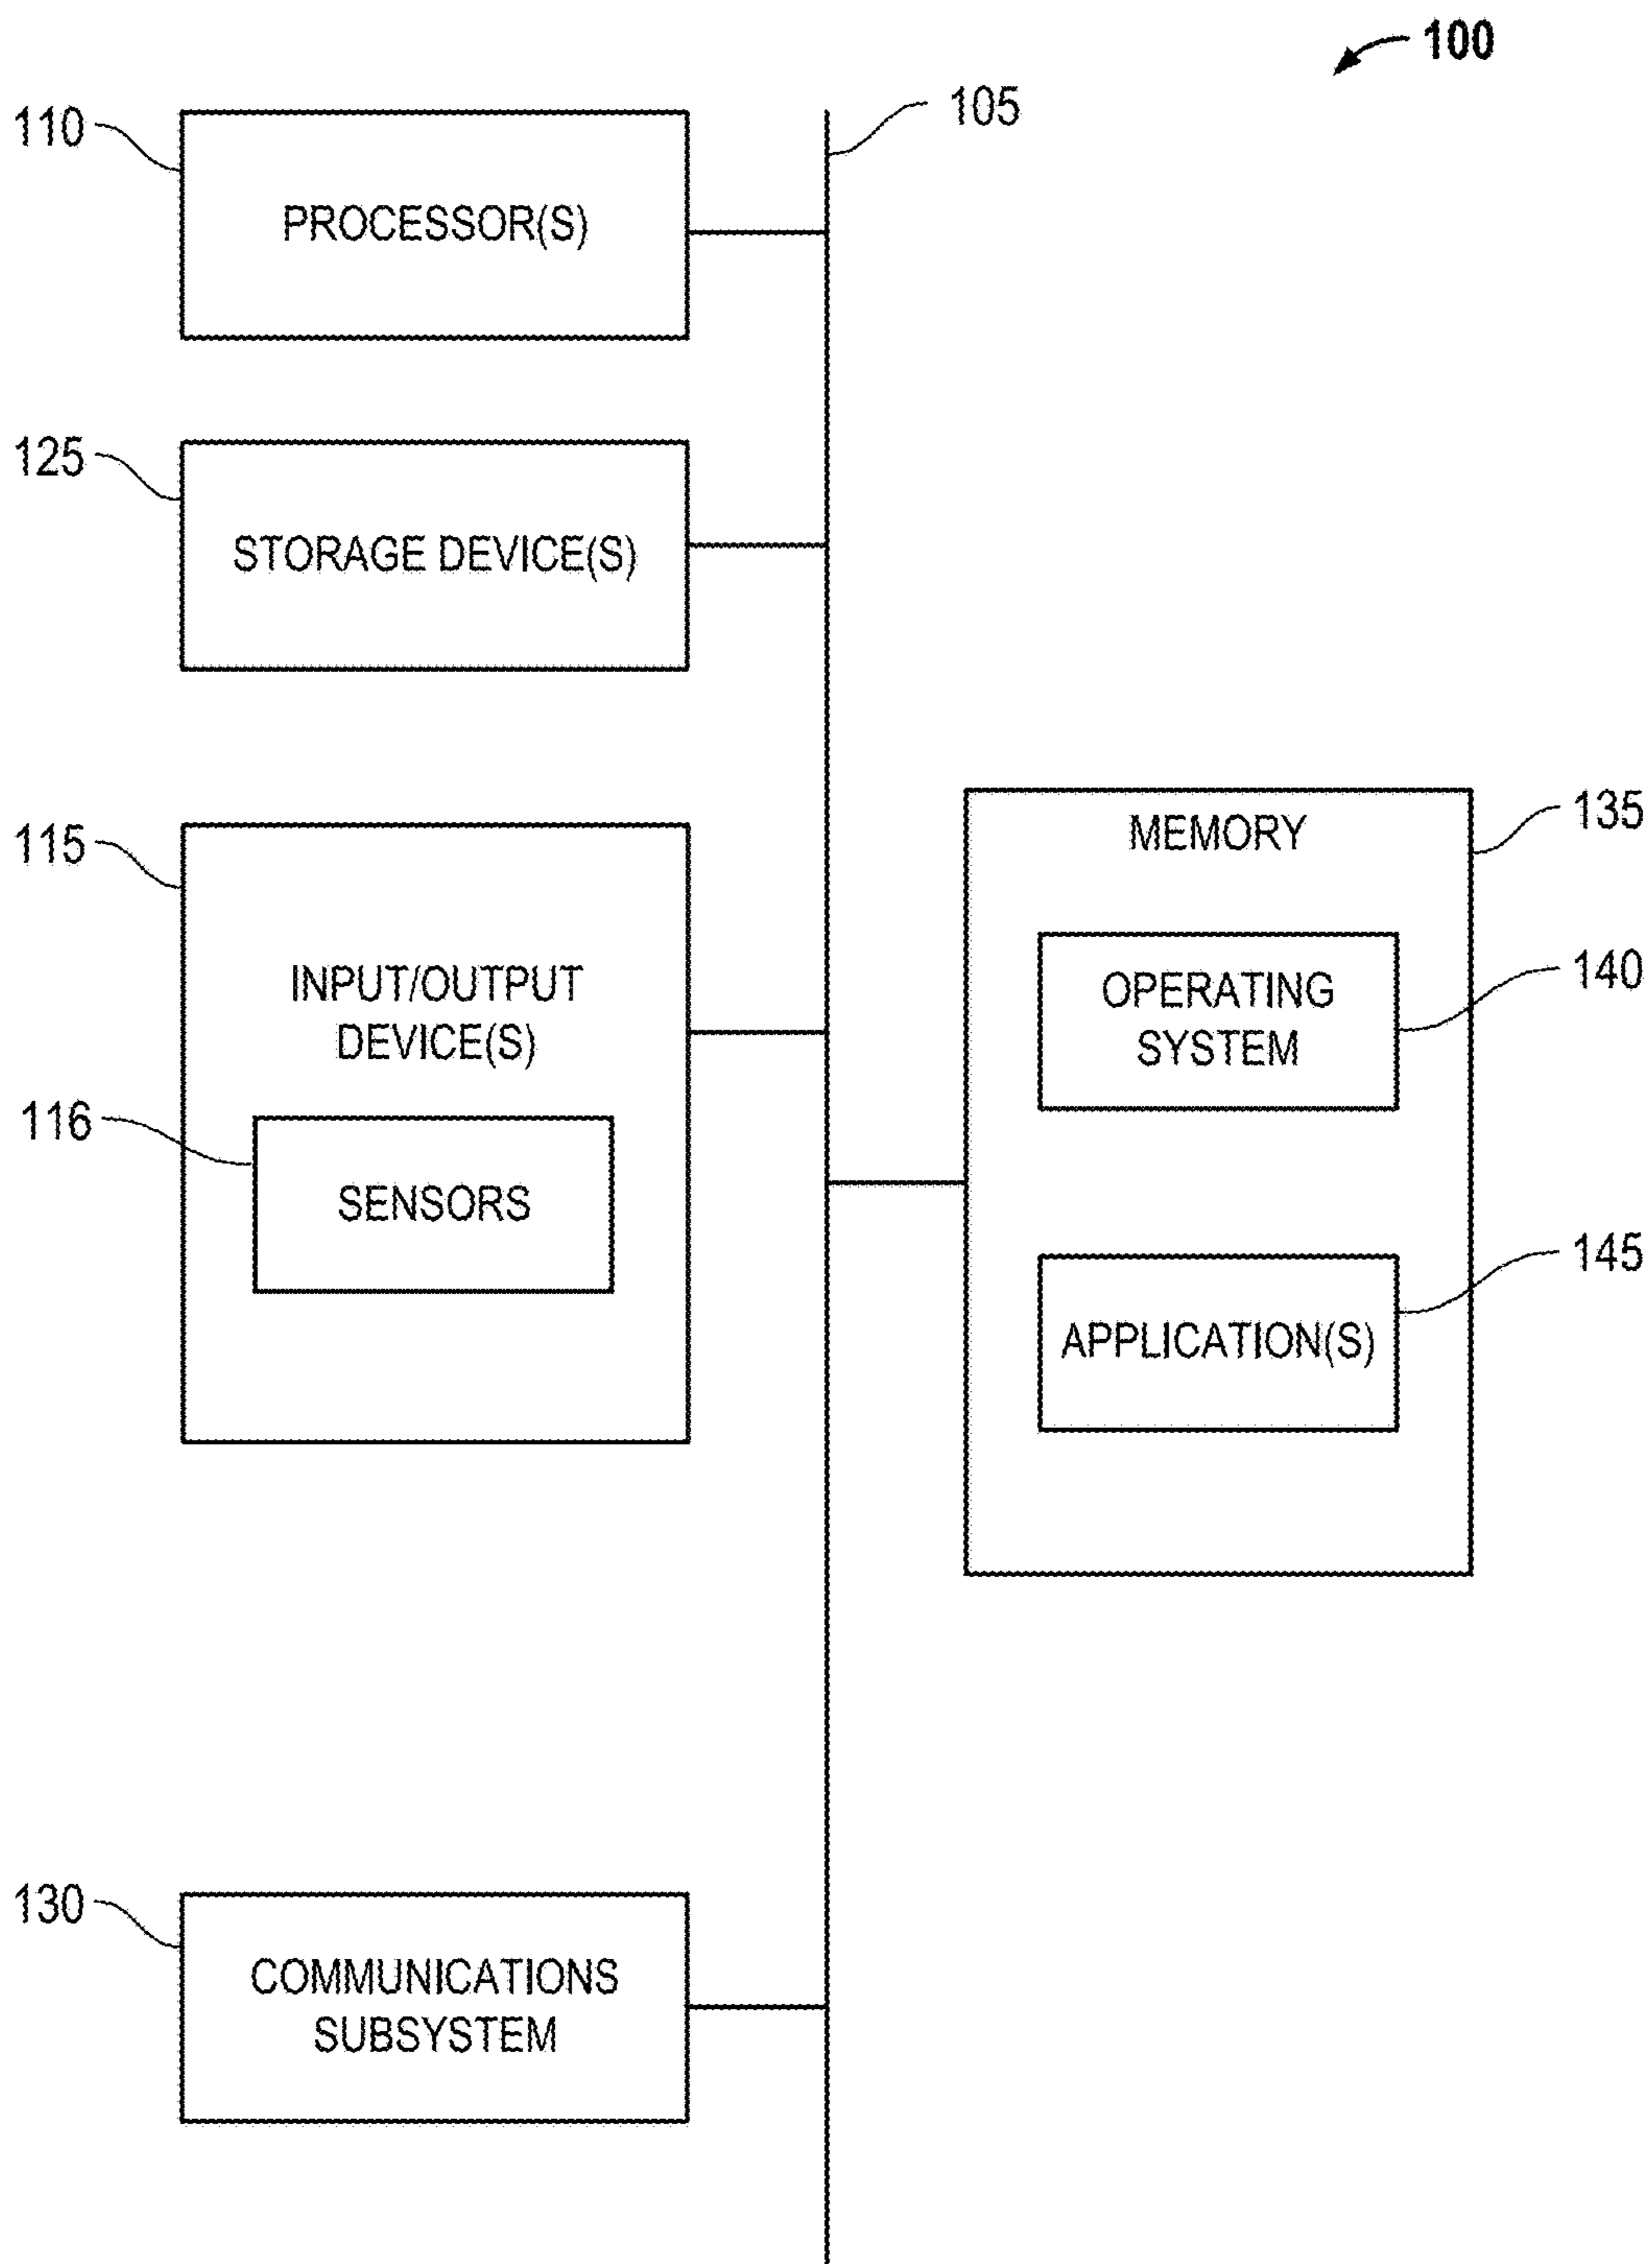 100
105
110
PROCESSOR(S)
125
STORAGE DEVICE(S)
115
INPUT/OUTPUT
DEVICE(S)
116
SENSORS
135
MEMORY
140
OPERATING
SYSTEM
145
APPLICATION(S)
130
COMMUNICATIONS
SUBSYSTEM